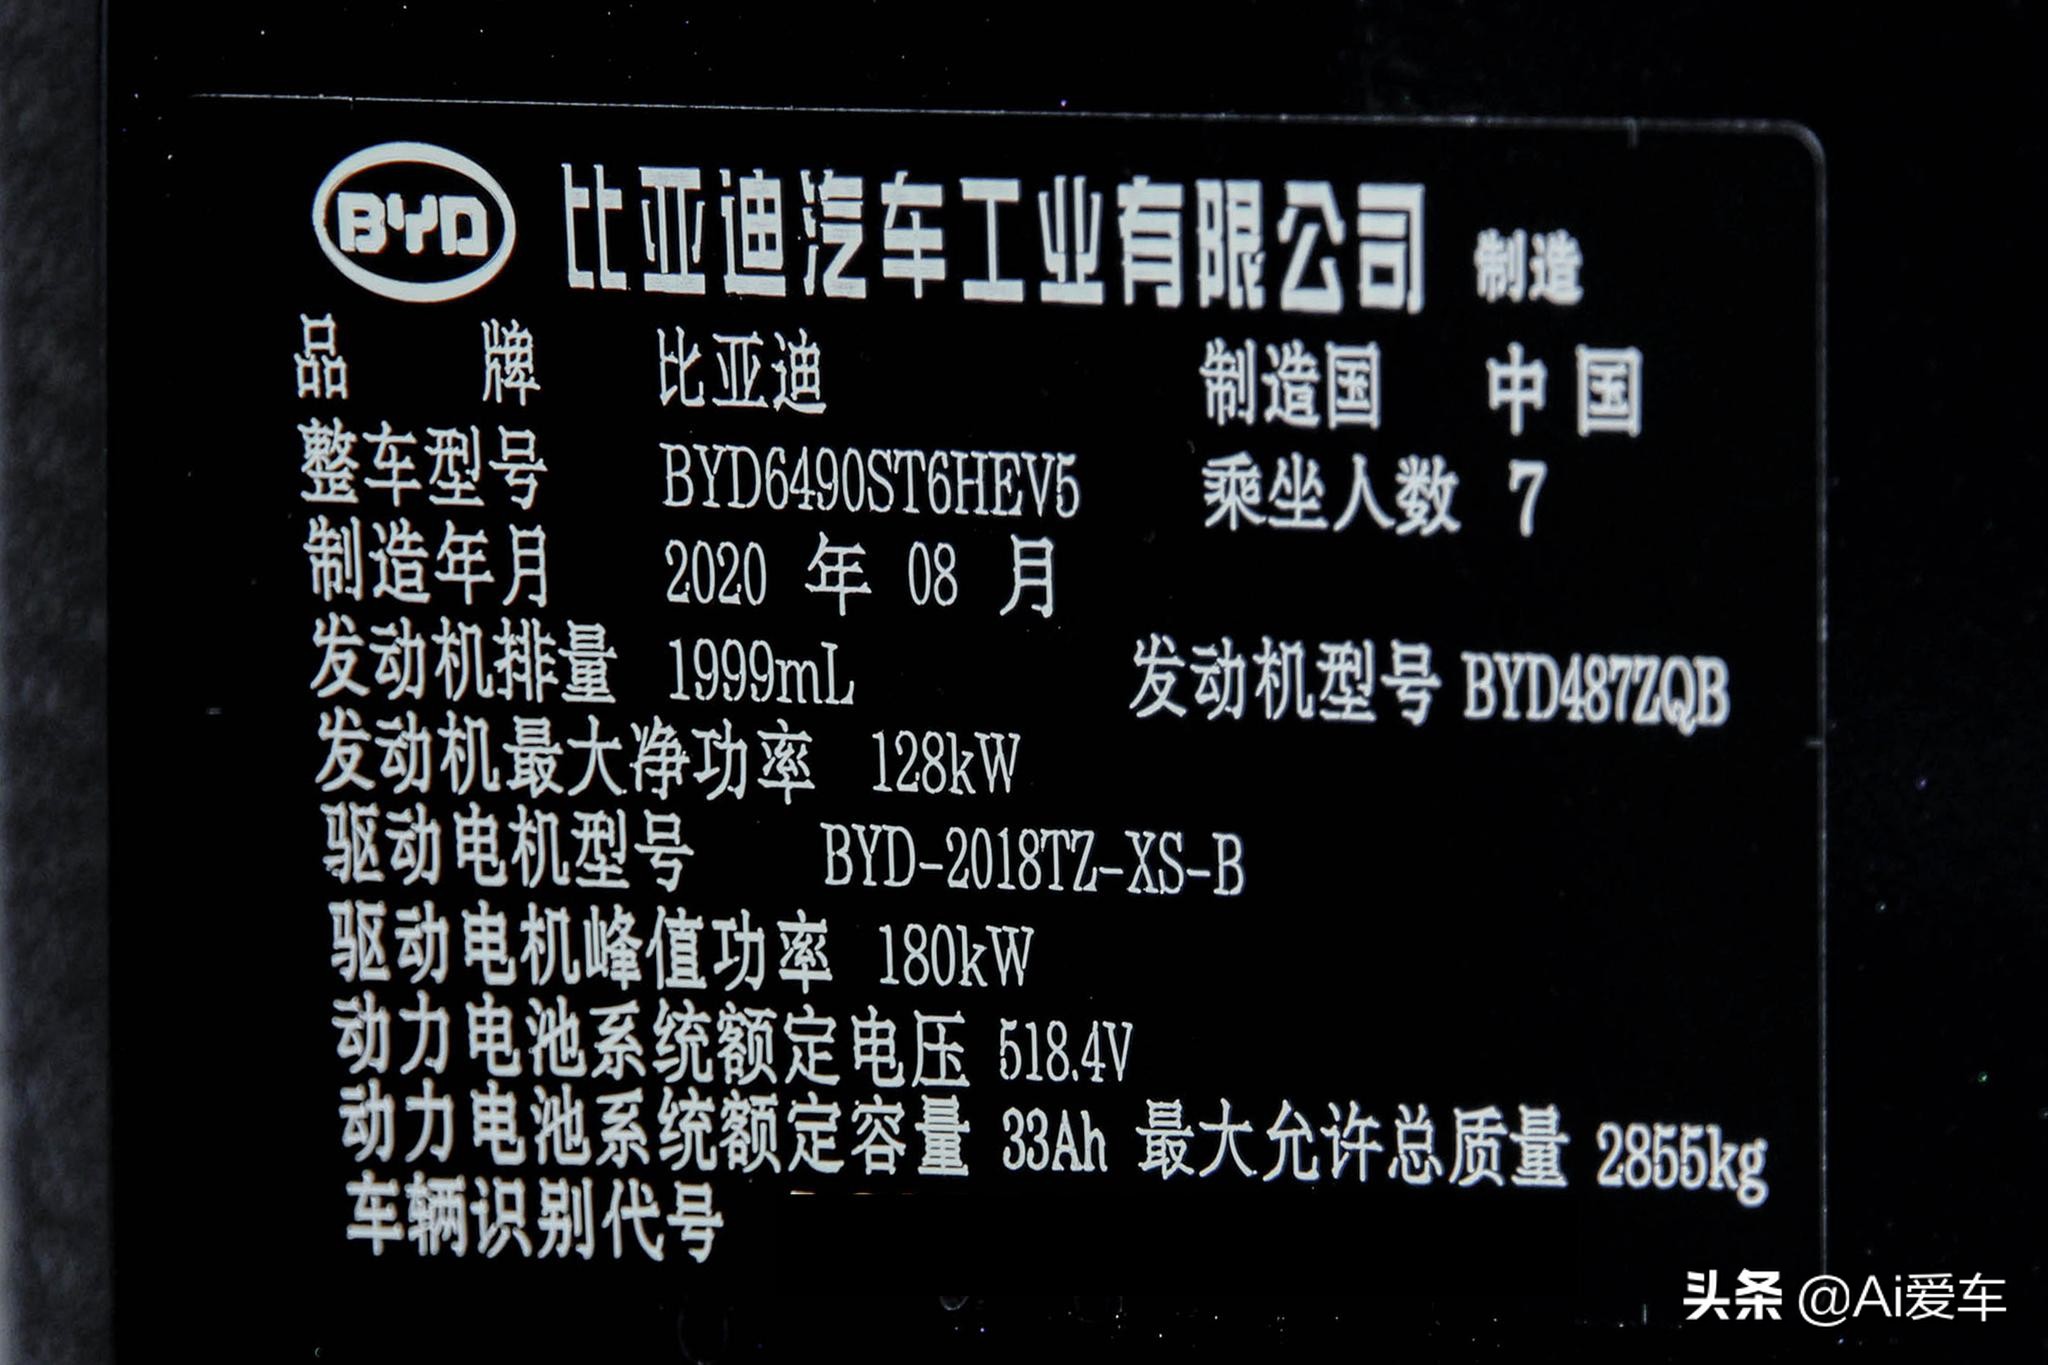 BYD 比亚迪汽车工业有限公司 制造
品 牌 比亚迪 制造国 中国
整车型号 BYD6490ST6HEV5 乘坐人数 7
制造年月 2020 年 08 月
发动机排量 1999mL 发动机型号 BYD487ZQB
发动机最大净功率 128kW
驱动电机型号 BYD-2018TZ-XS-B
驱动电机峰值功率 180kW
动力电池系统额定电压 518.4V
动力电池系统额定容量 33Ah 最大允许总质量 2855kg
车辆识别代号
头条 @Ai爱车